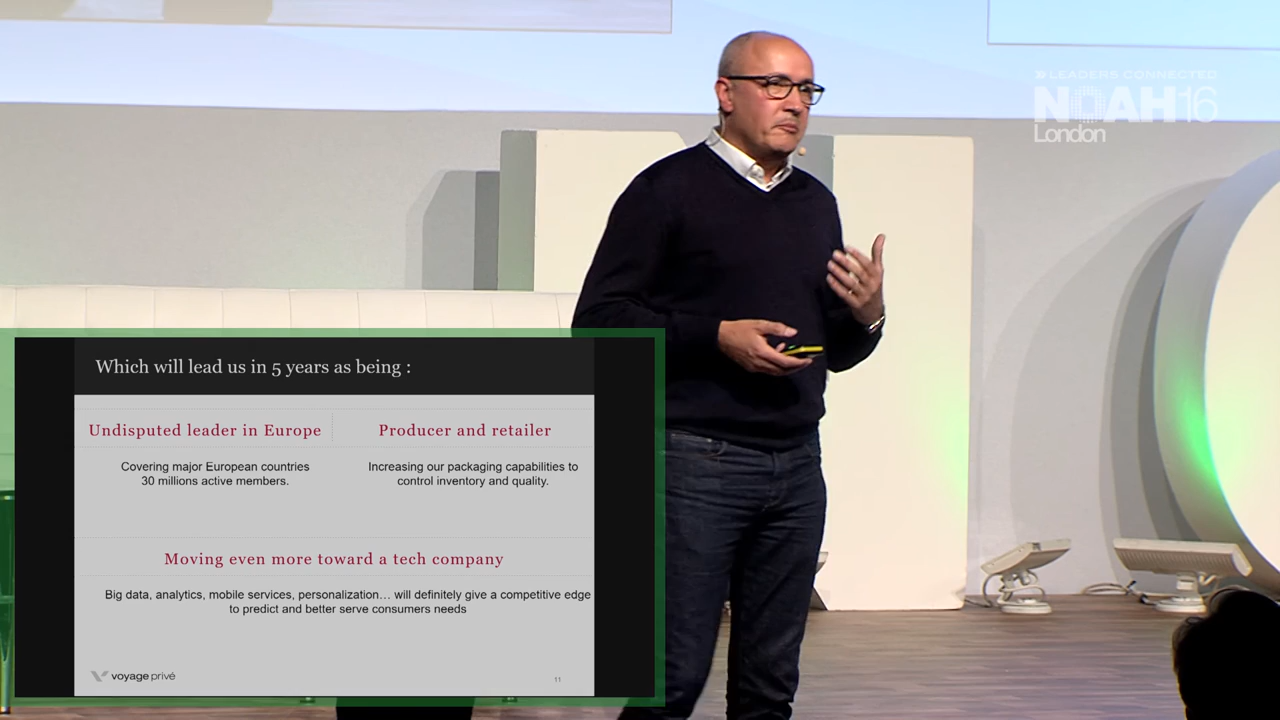 LEADERS CONNECTED
NOAH16
London
Which will lead us in 5 years as being :
Undisputed leader in Europe
Covering major European countries
30 millions active members.
Producer and retailer
Increasing our packaging capabilities to
control inventory and quality.
Moving even more toward a tech company
Big data, analytics, mobile services, personalization… will definitely give a competitive edge
to predict and better serve consumers needs
voyage privé
11